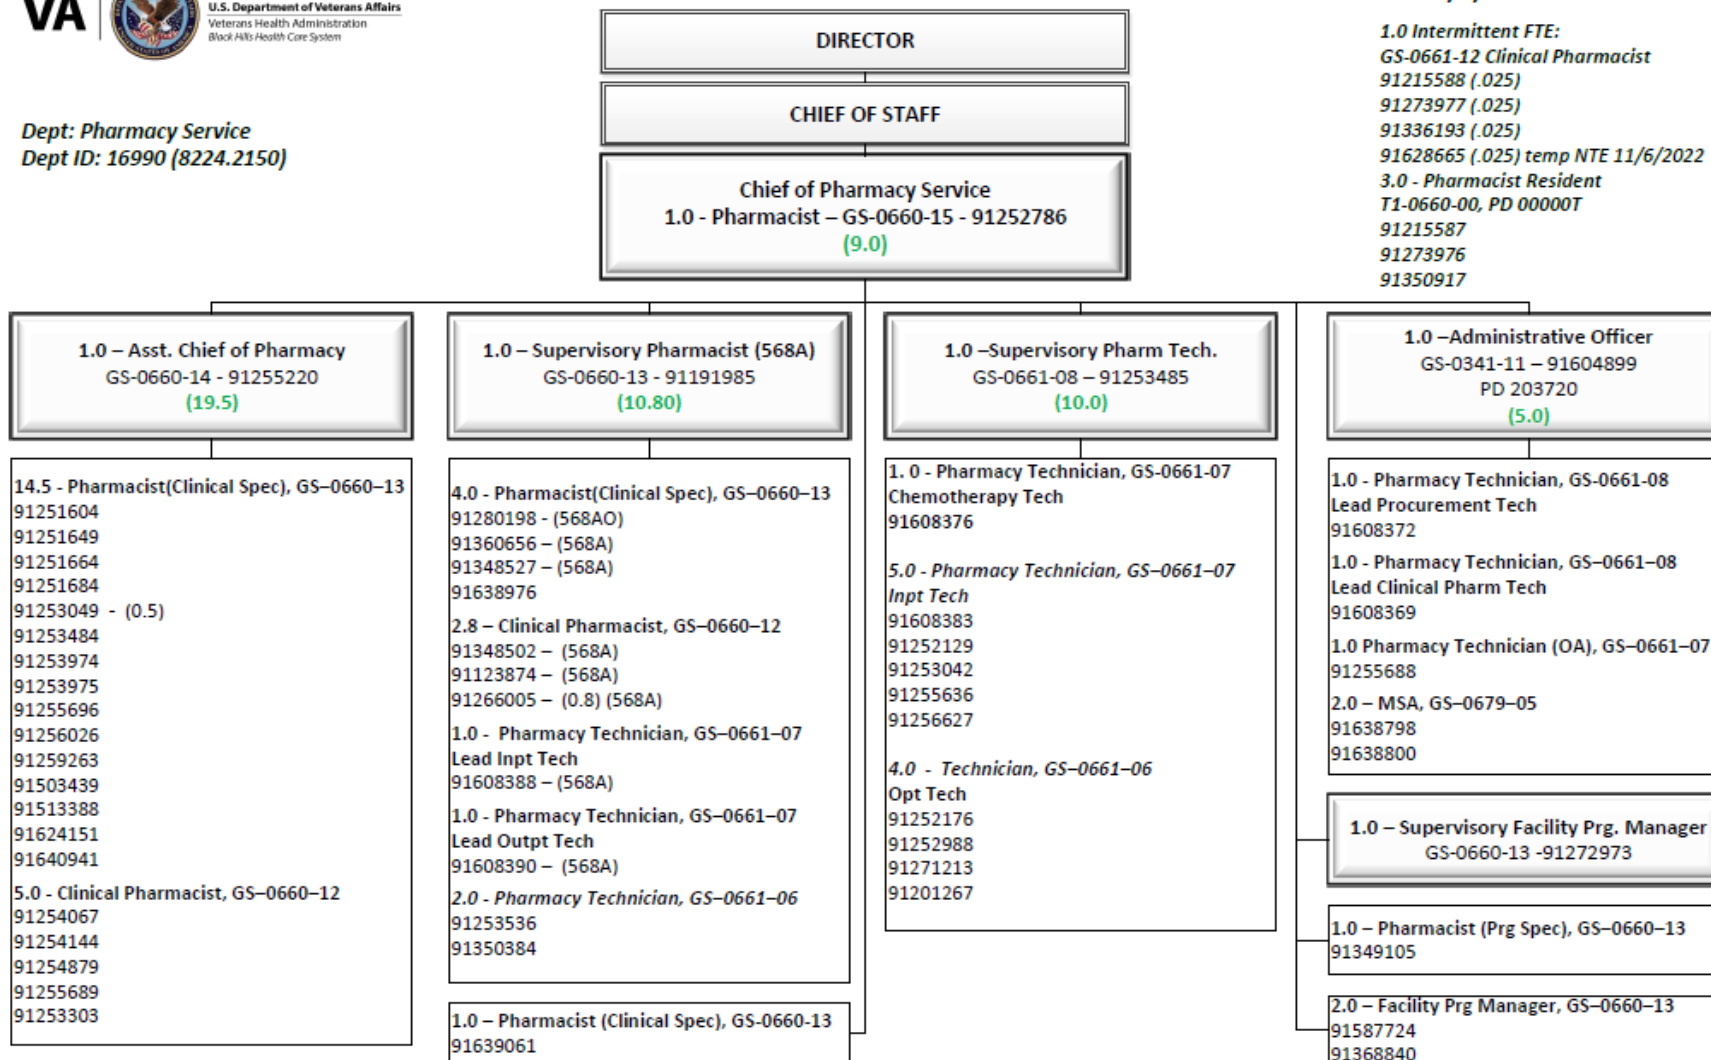 VA
U.S. Department of Veterans Affairs
Veterans Health Administration
Black Hills Health Care System
Dept: Pharmacy Service
Dept ID: 16990 (8224.2150)
DIRECTOR
CHIEF OF STAFF
Chief of Pharmacy Service
1.0 - Pharmacist – GS-0660-15 - 91252786
(9.0)
1.0 Intermittent FTE:
GS-0661-12 Clinical Pharmacist
91215588 (.025)
91273977 (.025)
91336193 (.025)
91628665 (.025) temp NTE 11/6/2022
3.0 - Pharmacist Resident
T1-0660-00, PD 00000T
91215587
91273976
91350917
1.0 – Asst. Chief of Pharmacy
GS-0660-14 - 91255220
(19.5)
14.5 - Pharmacist(Clinical Spec), GS–0660–13
91251604
91251649
91251664
91251684
91253049 - (0.5)
91253484
91253974
91253975
91255696
91256026
91259263
91503439
91513388
91624151
91640941
5.0 - Clinical Pharmacist, GS–0660–12
91254067
91254144
91254879
91255689
91253303
1.0 – Supervisory Pharmacist (568A)
GS-0660-13 - 91191985
(10.80)
4.0 - Pharmacist(Clinical Spec), GS–0660–13
91280198 - (568AO)
91360656 – (568A)
91348527 – (568A)
91638976
2.8 – Clinical Pharmacist, GS–0660–12
91348502 – (568A)
91123874 – (568A)
91266005 – (0.8) (568A)
1.0 - Pharmacy Technician, GS–0661–07
Lead Inpt Tech
91608388 – (568A)
1.0 - Pharmacy Technician, GS–0661–07
Lead Outpt Tech
91608390 – (568A)
2.0 - Pharmacy Technician, GS–0661–06
91253536
91350384
1.0 – Pharmacist (Clinical Spec), GS-0660-13
91639061
1.0 –Supervisory Pharm Tech.
GS-0661-08 – 91253485
(10.0)
1. 0 - Pharmacy Technician, GS-0661-07
Chemotherapy Tech
91608376
5.0 - Pharmacy Technician, GS–0661–07
Inpt Tech
91608383
91252129
91253042
91255636
91256627
4.0 - Technician, GS–0661–06
Opt Tech
91252176
91252988
91271213
91201267
1.0 –Administrative Officer
GS-0341-11 – 91604899
PD 203720
(5.0)
1.0 - Pharmacy Technician, GS-0661-08
Lead Procurement Tech
91608372
1.0 - Pharmacy Technician, GS–0661–08
Lead Clinical Pharm Tech
91608369
1.0 Pharmacy Technician (OA), GS–0661–07
91255688
2.0 – MSA, GS–0679–05
91638798
91638800
1.0 – Supervisory Facility Prg. Manager
GS-0660-13 -91272973
1.0 – Pharmacist (Prg Spec), GS–0660–13
91349105
2.0 – Facility Prg Manager, GS–0660–13
91587724
91368840